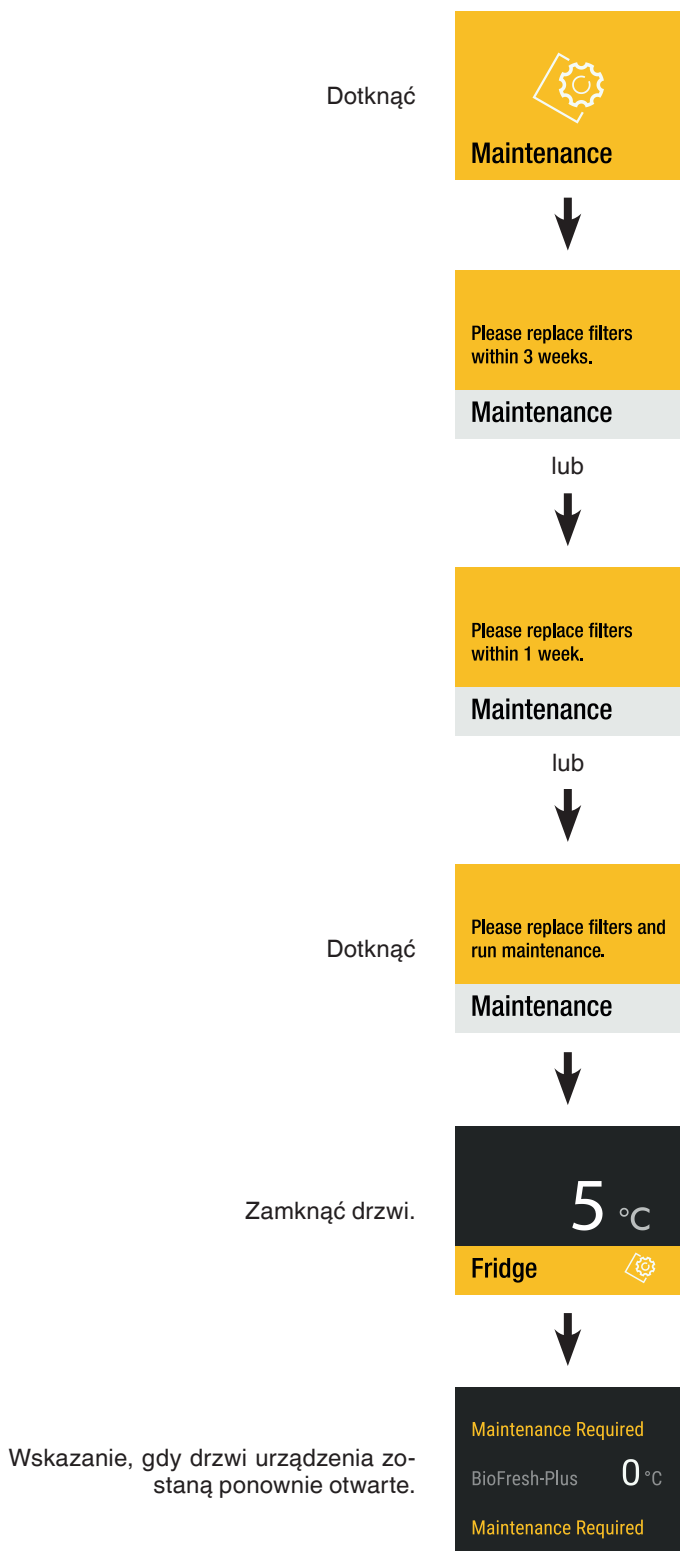 Dotknąć
Maintenance
Please replace filters
within 3 weeks.
Maintenance
lub
Please replace filters
within 1 week.
Maintenance
lub
Dotknąć
Please replace filters and
run maintenance.
Maintenance
Zamknąć drzwi.
5 °C
Fridge
Wskazanie, gdy drzwi urządzenia zo-
staną ponownie otwarte.
Maintenance Required
BioFresh-Plus 0 °C
Maintenance Required